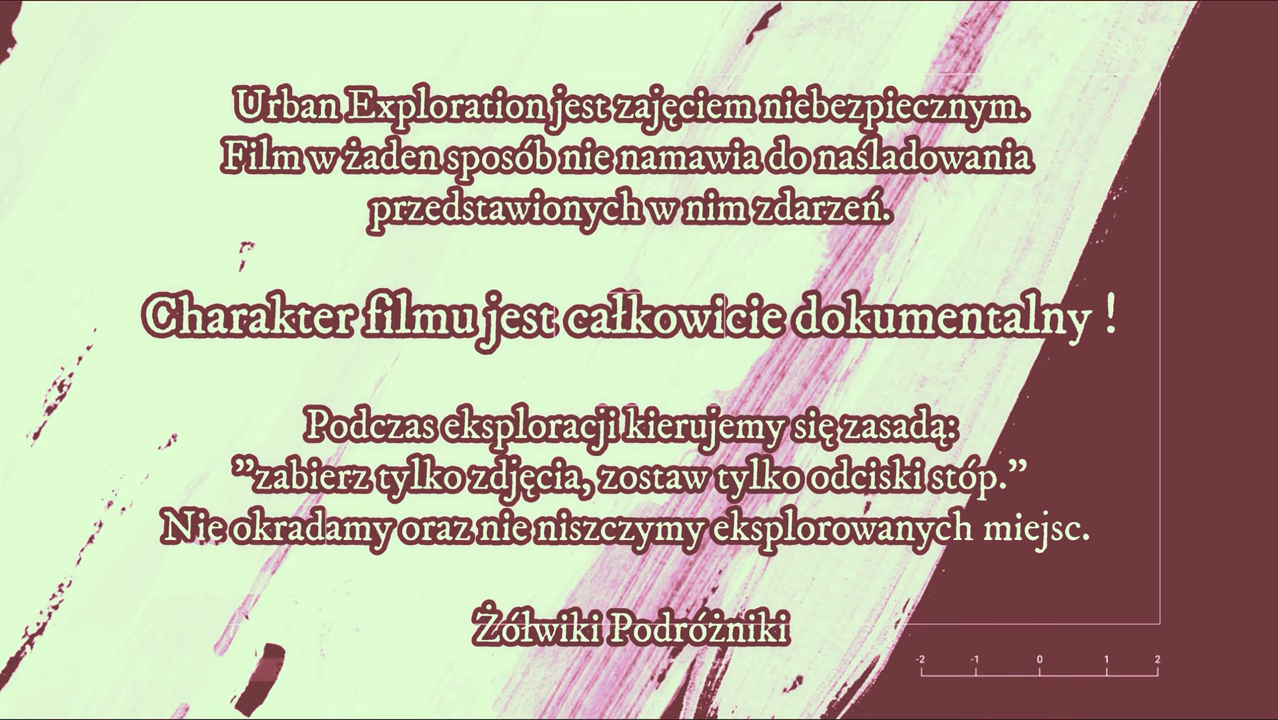 Urban Exploration jest zajęciem niebezpiecznym.
Film w żaden sposób nie namawia do naśladowania
przedstawionych w nim zdarzeń.
Charakter filmu jest całkowicie dokumentalny !
Podczas eksploracji kierujemy się zasadą:
”zabierz tylko zdjęcia, zostaw tylko odciski stóp.”
Nie okradamy oraz nie niszczymy eksplorowanych miejsc.
Żółwiki Podróżniki
-2 -1 0 1 2